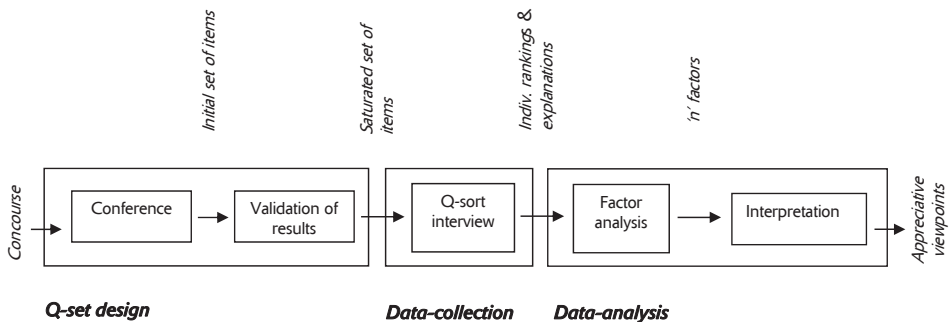 Initial set of items
Saturated set of
items
Indiv. rankings &
explanations
'n' factors
Concourse
Conference
Validation of
results
Q-sort
interview
Factor
analysis
Interpretation
Appreciative
viewpoints
Q-set design
Data-collection
Data-analysis